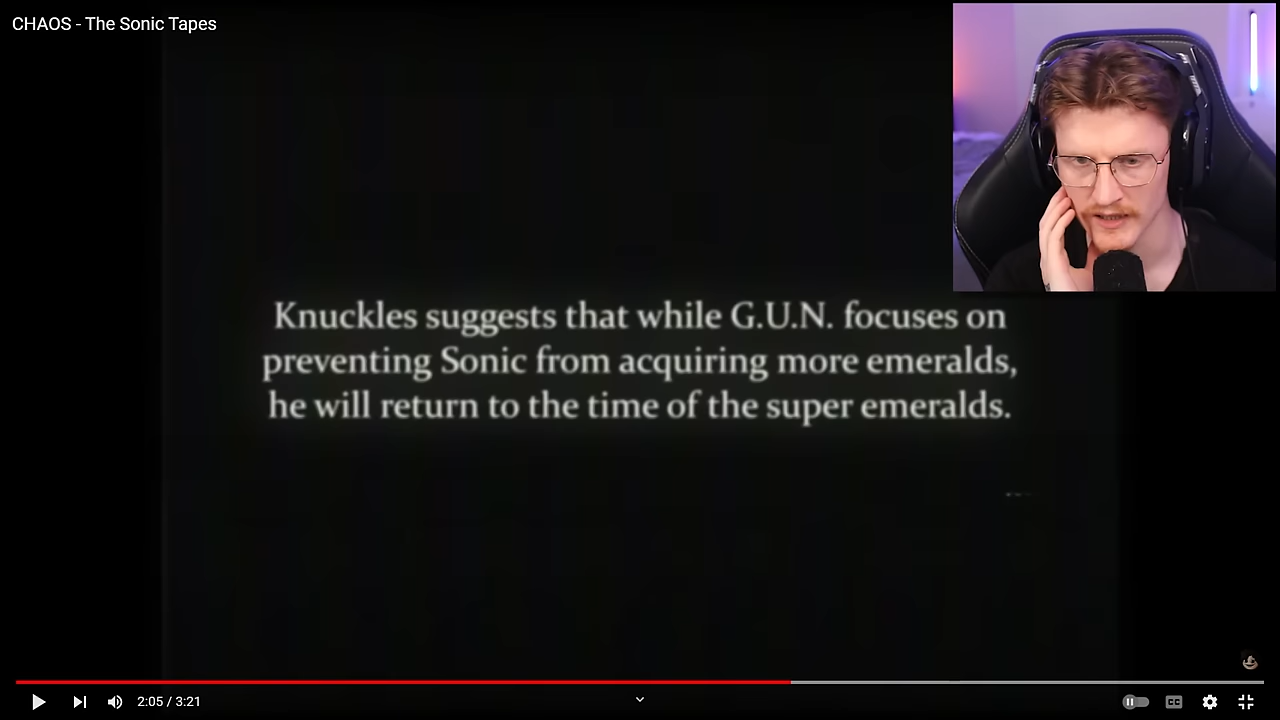 CHAOS - The Sonic Tapes
Knuckles suggests that while G.U.N. focuses on
preventing Sonic from acquiring more emeralds,
he will return to the time of the super emeralds.
2:05 / 3:21
CC